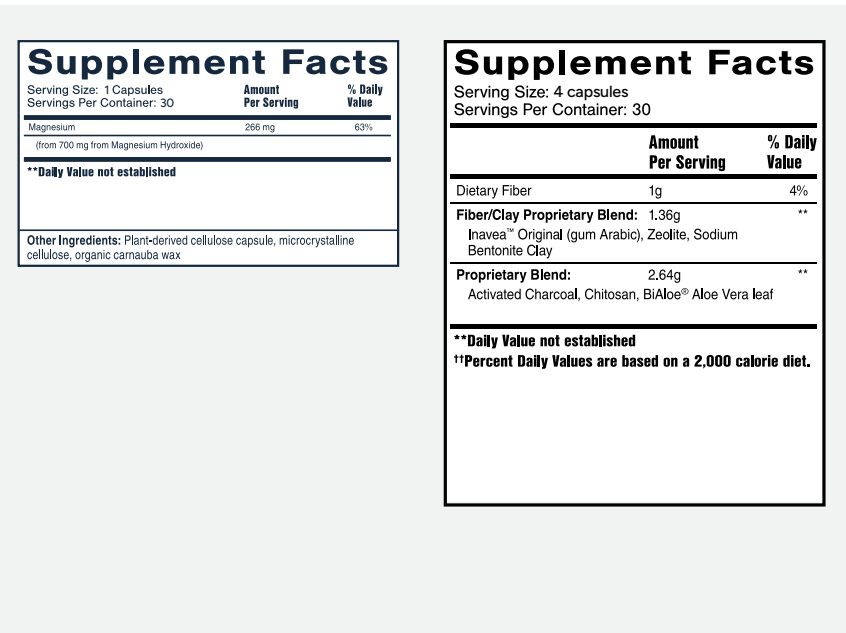 Supplement Facts
Serving Size: 1 Capsules
Servings Per Container: 30
Amount Per Serving
% Daily Value
Magnesium 266 mg 63%
(from 700 mg from Magnesium Hydroxide)
**Daily Value not established
Other Ingredients: Plant-derived cellulose capsule, microcrystalline
cellulose, organic carnauba wax
Supplement Facts
Serving Size: 4 capsules
Servings Per Container: 30
Amount % Daily
Per Serving Value
Dietary Fiber 1g 4%
Fiber/Clay Proprietary Blend: 1.36g **
Inavea™ Original (gum Arabic), Zeolite, Sodium
Bentonite Clay
Proprietary Blend: 2.64g **
Activated Charcoal, Chitosan, BiAloe® Aloe Vera leaf
**Daily Value not established
††Percent Daily Values are based on a 2,000 calorie diet.